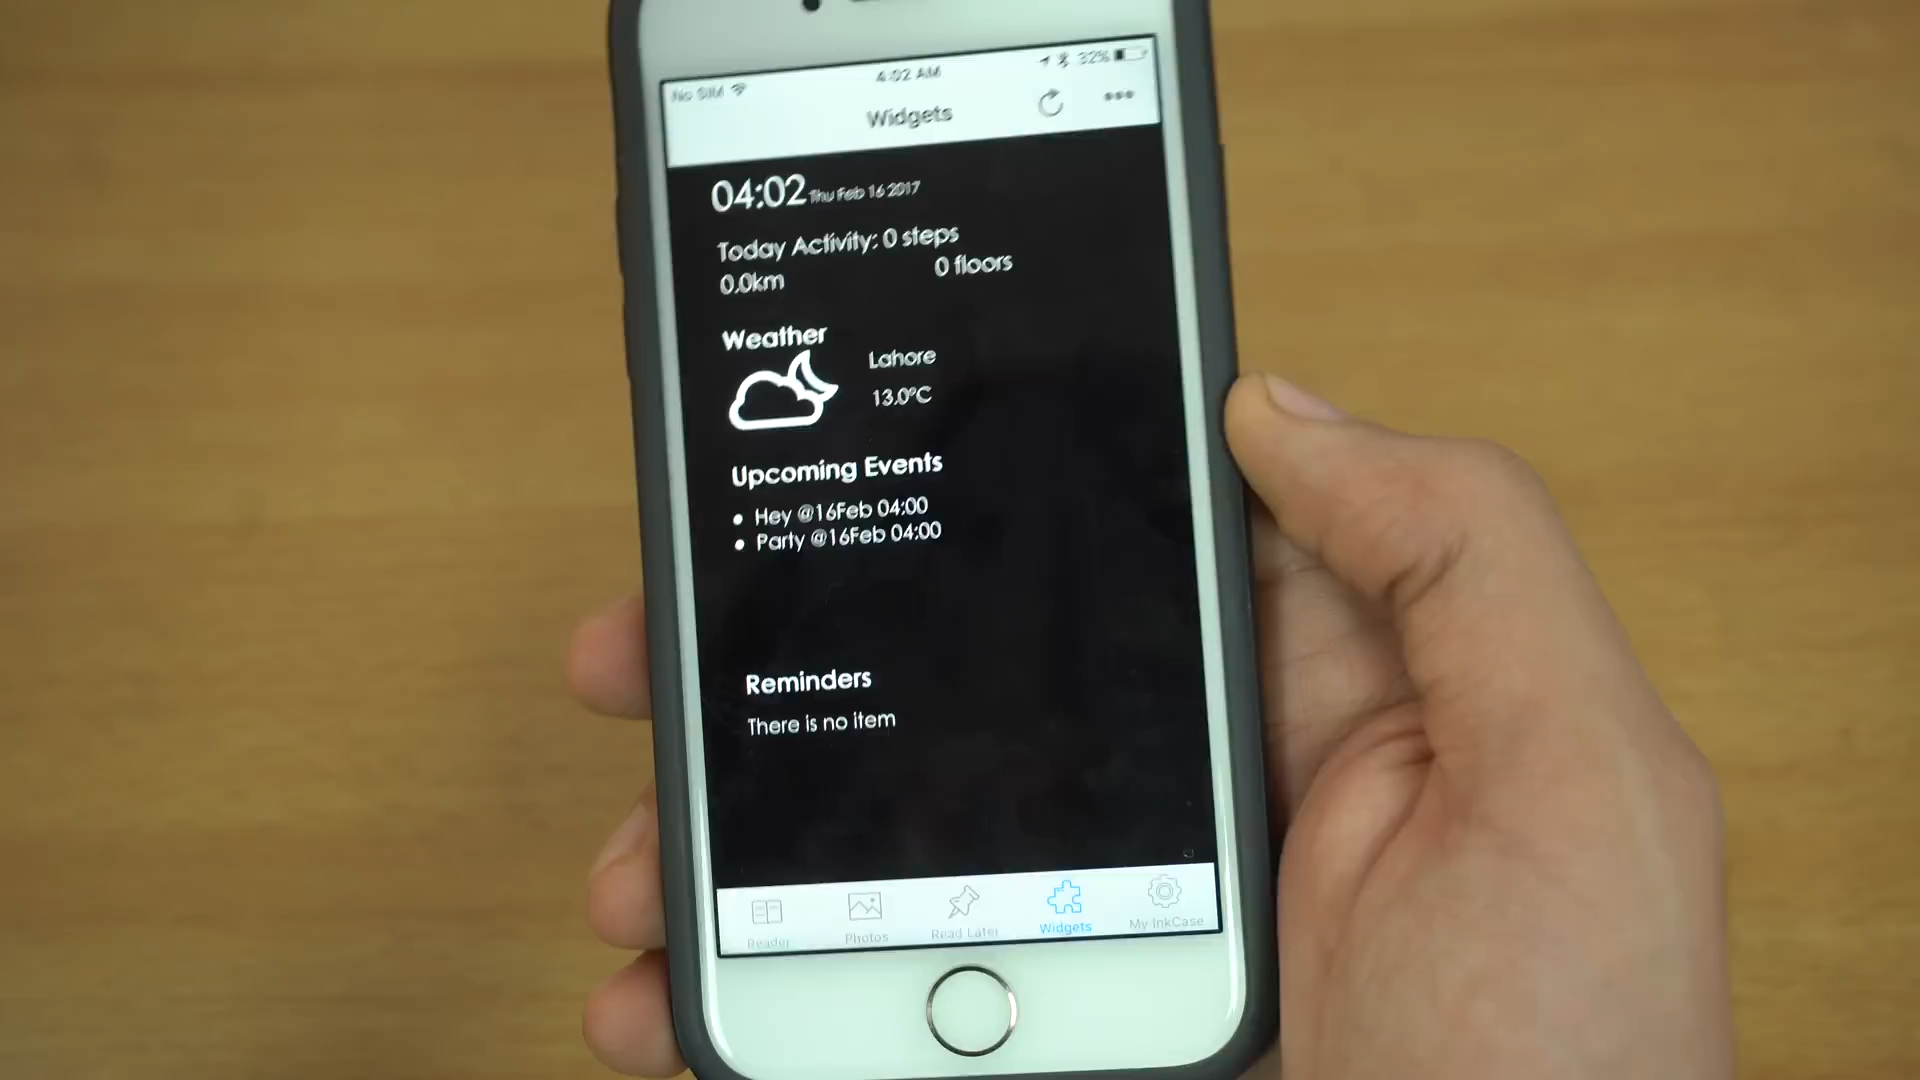 No SIM
4:02 AM
32%
Widgets
04:02 Thu Feb 16 2017
Today Activity: 0 steps
0.0km 0 floors
Weather
Lahore
13.0°C
Upcoming Events
• Hey @16Feb 04:00
• Party @16Feb 04:00
Reminders
There is no item
Reader Photos Read Later Widgets My InkCase